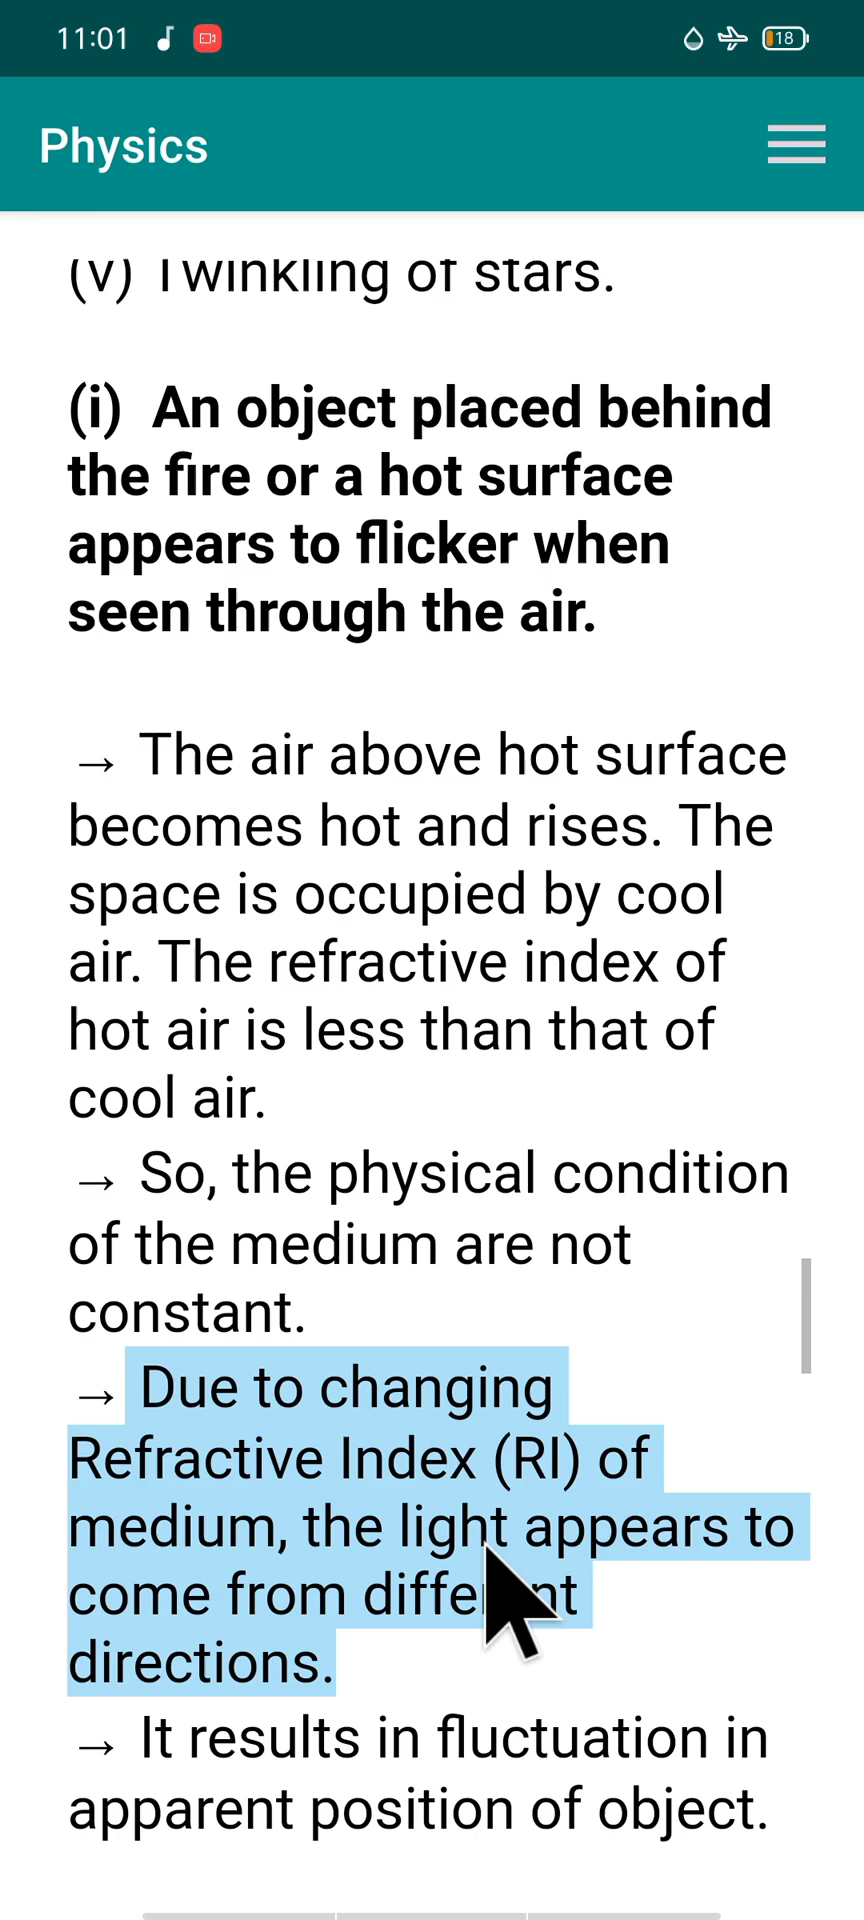 11:01
18
Physics
(v) Twinkling of stars.
(i) An object placed behind
the fire or a hot surface
appears to flicker when
seen through the air.
→ The air above hot surface
becomes hot and rises. The
space is occupied by cool
air. The refractive index of
hot air is less than that of
cool air.
→ So, the physical condition
of the medium are not
constant.
→ Due to changing
Refractive Index (RI) of
medium, the light appears to
come from different
directions.
→ It results in fluctuation in
apparent position of object.